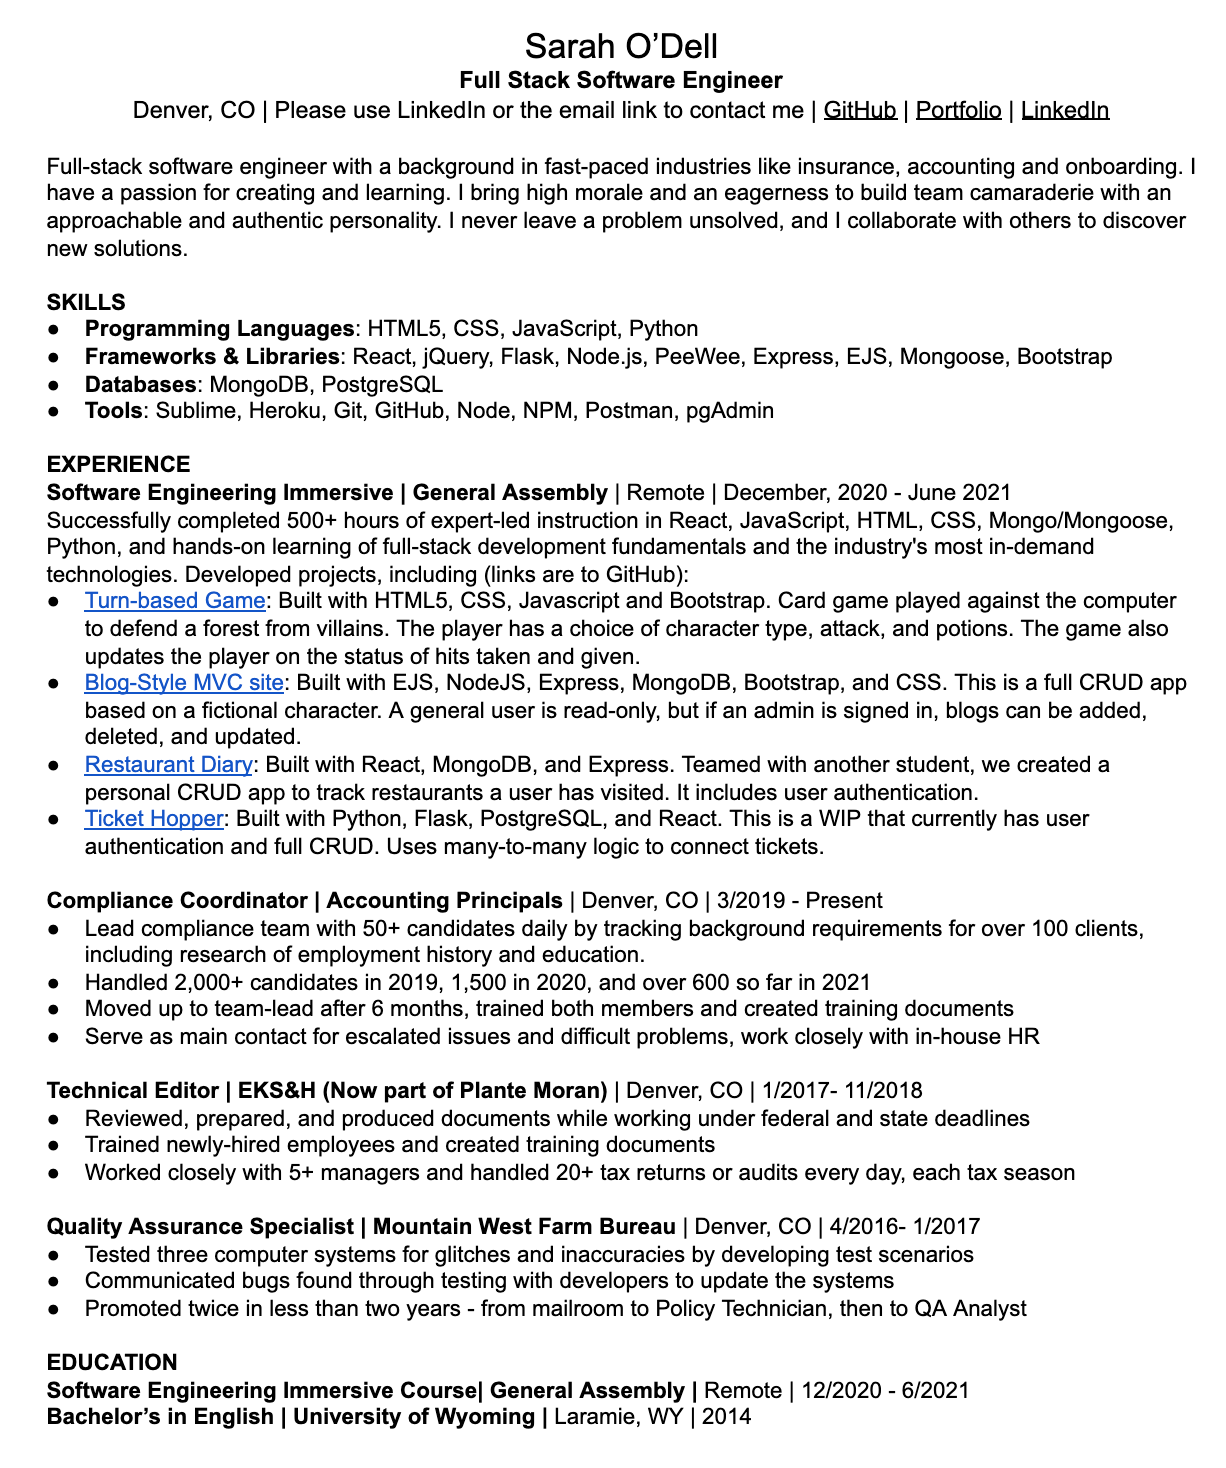 Sarah O’Dell
Full Stack Software Engineer
Denver, CO | Please use LinkedIn or the email link to contact me | GitHub | Portfolio | LinkedIn
Full-stack software engineer with a background in fast-paced industries like insurance, accounting and onboarding. I
have a passion for creating and learning. I bring high morale and an eagerness to build team camaraderie with an
approachable and authentic personality. I never leave a problem unsolved, and I collaborate with others to discover
new solutions.
SKILLS
● Programming Languages: HTML5, CSS, JavaScript, Python
● Frameworks & Libraries: React, jQuery, Flask, Node.js, PeeWee, Express, EJS, Mongoose, Bootstrap
● Databases: MongoDB, PostgreSQL
● Tools: Sublime, Heroku, Git, GitHub, Node, NPM, Postman, pgAdmin
EXPERIENCE
Software Engineering Immersive | General Assembly | Remote | December, 2020 - June 2021
Successfully completed 500+ hours of expert-led instruction in React, JavaScript, HTML, CSS, Mongo/Mongoose,
Python, and hands-on learning of full-stack development fundamentals and the industry's most in-demand
technologies. Developed projects, including (links are to GitHub):
● Turn-based Game: Built with HTML5, CSS, Javascript and Bootstrap. Card game played against the computer
to defend a forest from villains. The player has a choice of character type, attack, and potions. The game also
updates the player on the status of hits taken and given.
● Blog-Style MVC site: Built with EJS, NodeJS, Express, MongoDB, Bootstrap, and CSS. This is a full CRUD app
based on a fictional character. A general user is read-only, but if an admin is signed in, blogs can be added,
deleted, and updated.
● Restaurant Diary: Built with React, MongoDB, and Express. Teamed with another student, we created a
personal CRUD app to track restaurants a user has visited. It includes user authentication.
● Ticket Hopper: Built with Python, Flask, PostgreSQL, and React. This is a WIP that currently has user
authentication and full CRUD. Uses many-to-many logic to connect tickets.
Compliance Coordinator | Accounting Principals | Denver, CO | 3/2019 - Present
● Lead compliance team with 50+ candidates daily by tracking background requirements for over 100 clients,
including research of employment history and education.
● Handled 2,000+ candidates in 2019, 1,500 in 2020, and over 600 so far in 2021
● Moved up to team-lead after 6 months, trained both members and created training documents
● Serve as main contact for escalated issues and difficult problems, work closely with in-house HR
Technical Editor | EKS&H (Now part of Plante Moran) | Denver, CO | 1/2017- 11/2018
● Reviewed, prepared, and produced documents while working under federal and state deadlines
● Trained newly-hired employees and created training documents
● Worked closely with 5+ managers and handled 20+ tax returns or audits every day, each tax season
Quality Assurance Specialist | Mountain West Farm Bureau | Denver, CO | 4/2016- 1/2017
● Tested three computer systems for glitches and inaccuracies by developing test scenarios
● Communicated bugs found through testing with developers to update the systems
● Promoted twice in less than two years - from mailroom to Policy Technician, then to QA Analyst
EDUCATION
Software Engineering Immersive Course| General Assembly | Remote | 12/2020 - 6/2021
Bachelor’s in English | University of Wyoming | Laramie, WY | 2014